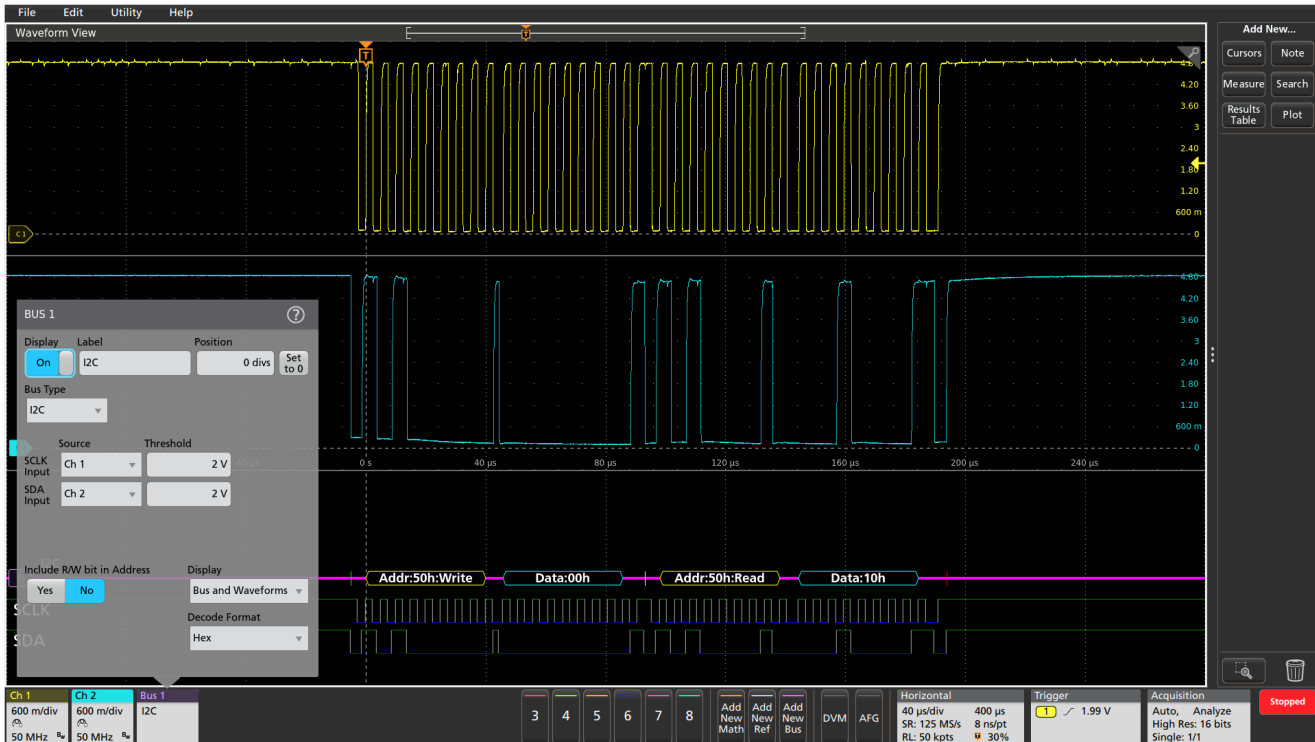 File Edit Utility Help
Waveform View
Add New...
T
Cursors Note
Measure Search
Results Table Plot
4.80
4.20
3.60
3
2.40
1.80
1.20
600 m
0
C1
4.80
4.20
3.60
3
2.40
1.80
1.20
600 m
0
0 s 40 µs 80 µs 120 µs 160 µs 200 µs 240 µs
BUS 1 ?
Display Label Position
On I2C 0 divs Set to 0
Bus Type
I2C
Source Threshold
SCLK Input Ch 1 2 V
SDA Input Ch 2 2 V
Include R/W bit in Address Display
Yes No Bus and Waveforms
Decode Format
Hex
SCLK
SDA
Addr:50h:Write Data:00h Addr:50h:Read Data:10h
Ch 1 Ch 2 Bus 1
600 m/div 600 m/div I2C
50 MHz Bw 50 MHz Bw
3 4 5 6 7 8
Add New Math Add New Ref Add New Bus DVM AFG
Horizontal
40 µs/div 400 µs
SR: 125 MS/s 8 ns/pt
RL: 50 kpts T 30%
Trigger
1 1.99 V
Acquisition
Auto, Analyze
High Res: 16 bits
Single: 1/1
Stopped